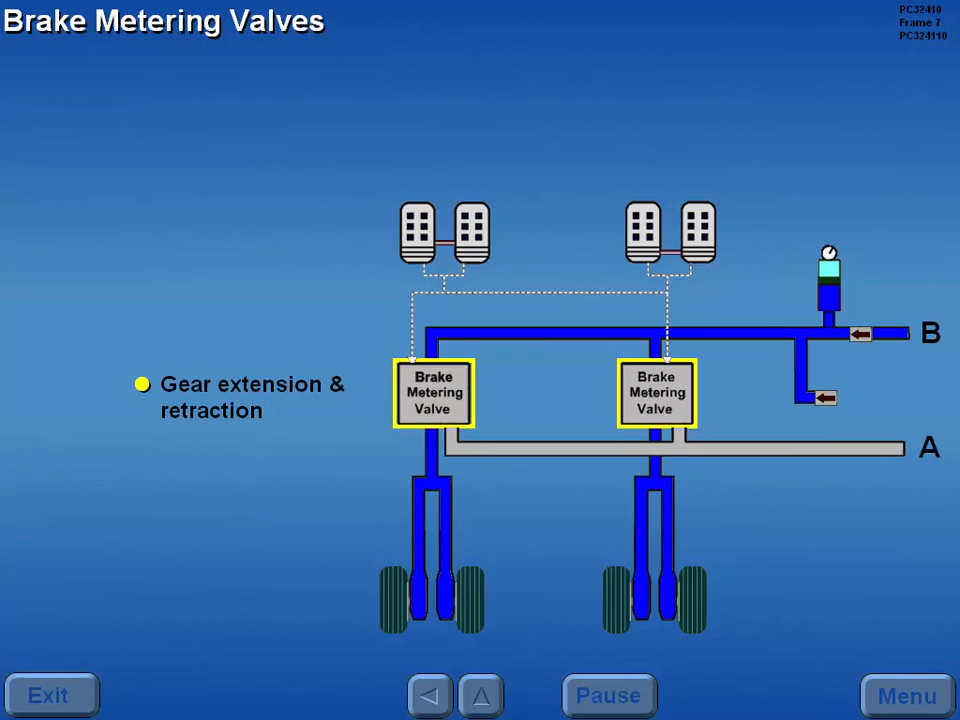 Brake Metering Valves
PC32410
Frame 7
PC324110
B
Gear extension &
retraction
Brake
Metering
Valve
Brake
Metering
Valve
A
Exit
Pause
Menu